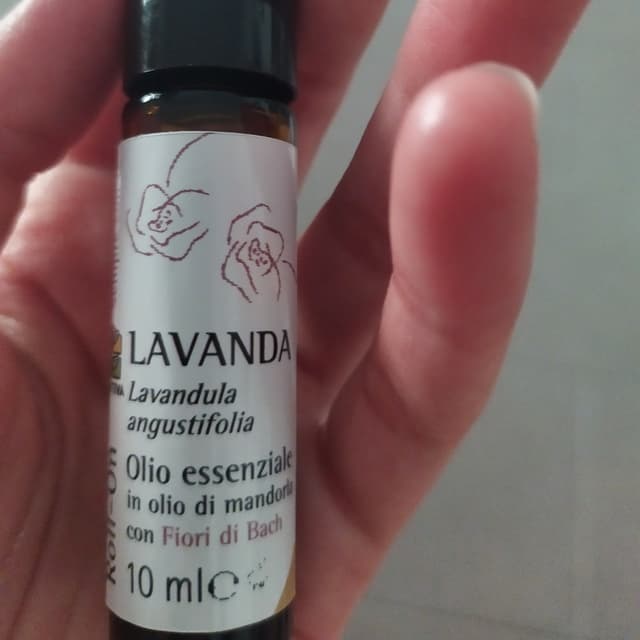 LAVANDA
Lavandula
angustifolia
Olio essenziale
in olio di mandorla
con Fiori di Bach
10 ml℮
Roll-On